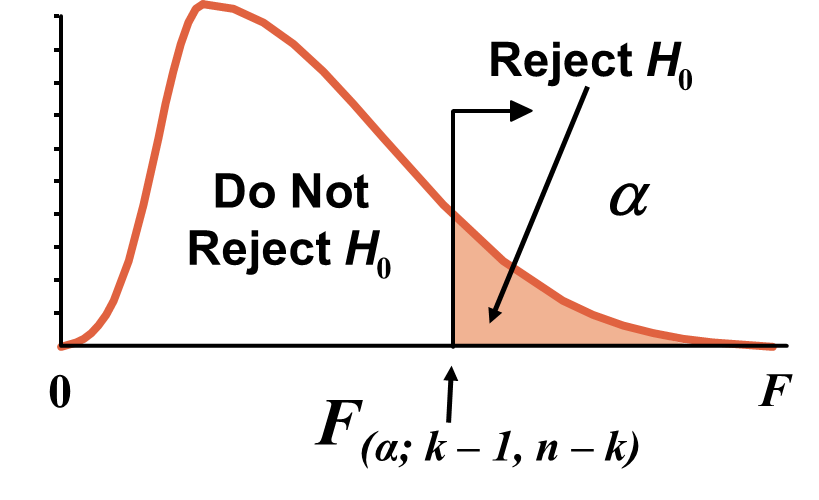 Reject H₀
α
Do Not
Reject H₀
0
F
F(α; k – 1, n – k)